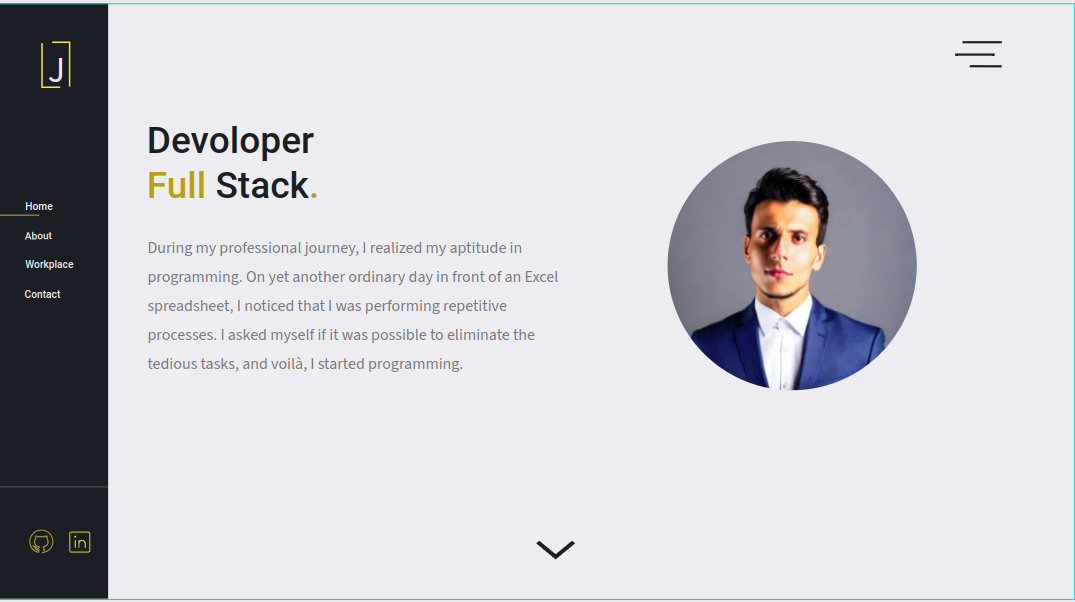 J
Home
About
Workplace
Contact
Devoloper
Full Stack.
During my professional journey, I realized my aptitude in
programming. On yet another ordinary day in front of an Excel
spreadsheet, I noticed that I was performing repetitive
processes. I asked myself if it was possible to eliminate the
tedious tasks, and voilà, I started programming.
in